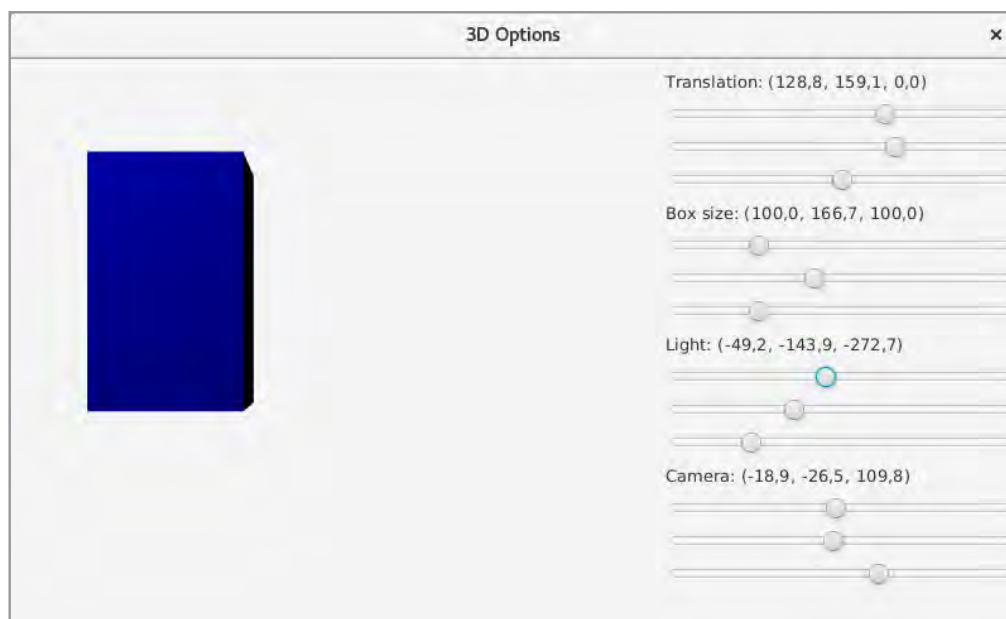 3D Options
Translation: (128,8, 159,1, 0,0)
Box size: (100,0, 166,7, 100,0)
Light: (-49,2, -143,9, -272,7)
Camera: (-18,9, -26,5, 109,8)